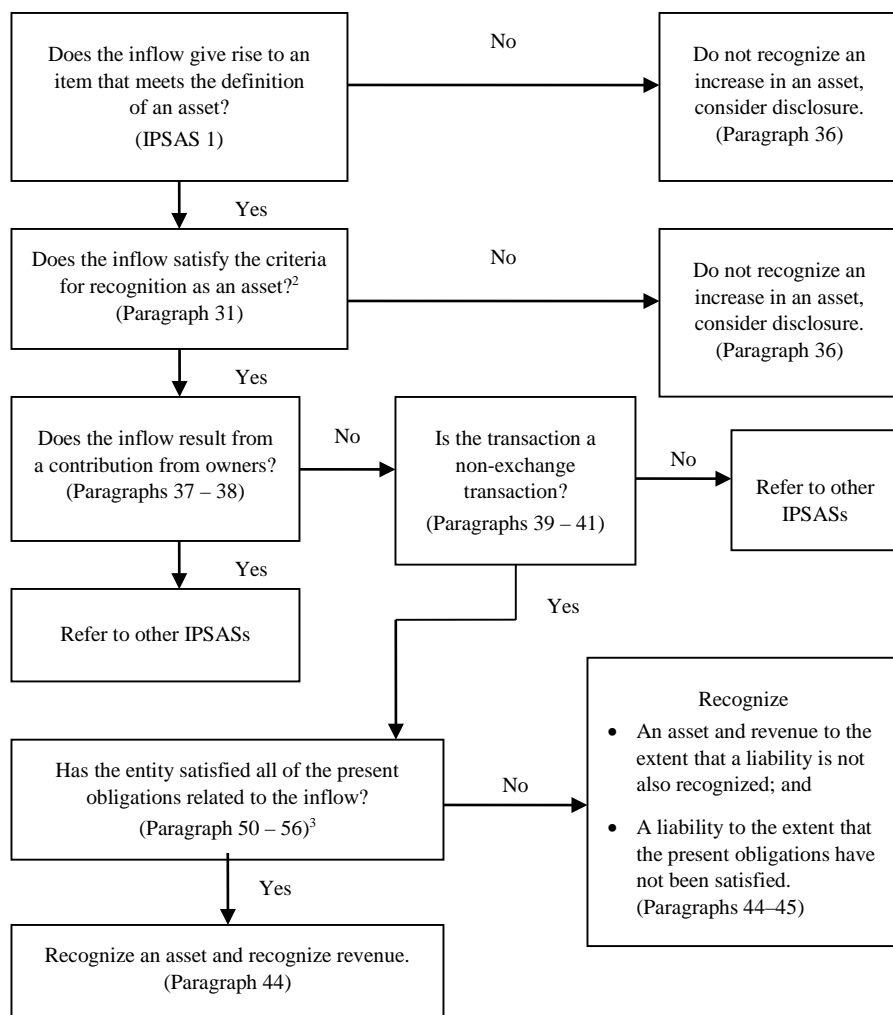 Does the inflow give rise to an
item that meets the definition
of an asset?
(IPSAS 1)
No
Do not recognize an
increase in an asset,
consider disclosure.
(Paragraph 36)
Yes
Does the inflow satisfy the criteria
for recognition as an asset?²
(Paragraph 31)
No
Do not recognize an
increase in an asset,
consider disclosure.
(Paragraph 36)
Yes
Does the inflow result from
a contribution from owners?
(Paragraphs 37 – 38)
No
Is the transaction a
non-exchange
transaction?
(Paragraphs 39 – 41)
No
Refer to other
IPSASs
Yes
Refer to other IPSASs
Yes
Has the entity satisfied all of the present
obligations related to the inflow?
(Paragraph 50 – 56)³
No
Recognize
• An asset and revenue to the
extent that a liability is not
also recognized; and
• A liability to the extent that
the present obligations have
not been satisfied.
(Paragraphs 44–45)
Yes
Recognize an asset and recognize revenue.
(Paragraph 44)